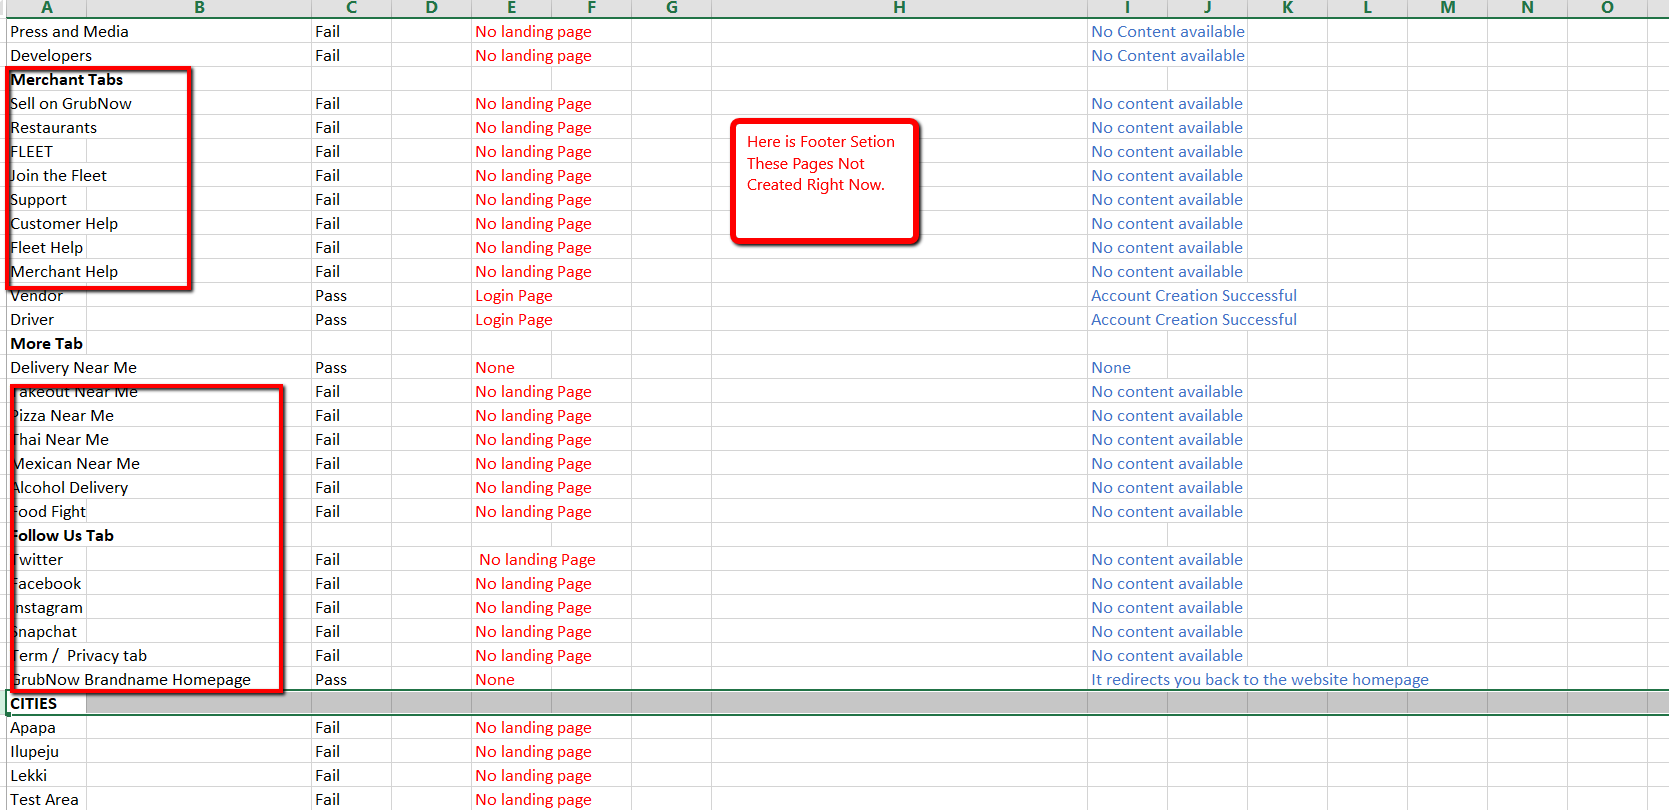 A B C D E F G H I J K L M N O
Press and Media Fail No landing page No Content available
Developers Fail No landing page No Content available
Merchant Tabs
Sell on GrubNow Fail No landing Page No content available
Restaurants Fail No landing Page No content available
FLEET Fail No landing Page No content available
Join the Fleet Fail No landing Page No content available
Support Fail No landing Page No content available
Customer Help Fail No landing Page No content available
Fleet Help Fail No landing Page No content available
Merchant Help Fail No landing Page No content available
Here is Footer Setion
These Pages Not
Created Right Now.
Vendor Pass Login Page Account Creation Successful
Driver Pass Login Page Account Creation Successful
More Tab
Delivery Near Me Pass None None
Takeout Near Me Fail No landing Page No content available
Pizza Near Me Fail No landing Page No content available
Thai Near Me Fail No landing Page No content available
Mexican Near Me Fail No landing Page No content available
Alcohol Delivery Fail No landing Page No content available
Food Fight Fail No landing Page No content available
Follow Us Tab
Twitter Fail No landing Page No content available
Facebook Fail No landing Page No content available
Instagram Fail No landing Page No content available
Snapchat Fail No landing Page No content available
Term / Privacy tab Fail No landing Page No content available
GrubNow Brandname Homepage Pass None It redirects you back to the website homepage
CITIES
Apapa Fail No landing page
Ilupeju Fail No landing page
Lekki Fail No landing page
Test Area Fail No landing page